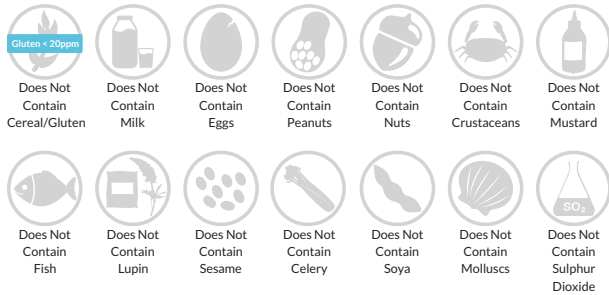 Gluten < 20ppm
Does Not Contain Cereal/Gluten
Does Not Contain Milk
Does Not Contain Eggs
Does Not Contain Peanuts
Does Not Contain Nuts
Does Not Contain Crustaceans
Does Not Contain Mustard
SO₂
Does Not Contain Fish
Does Not Contain Lupin
Does Not Contain Sesame
Does Not Contain Celery
Does Not Contain Soya
Does Not Contain Molluscs
Does Not Contain Sulphur Dioxide